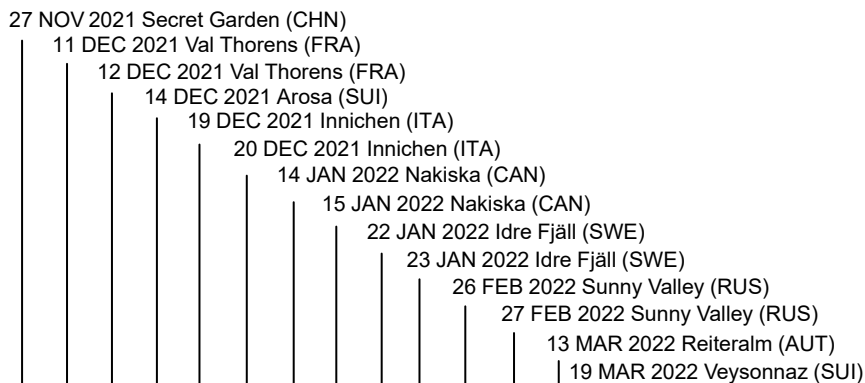 27 NOV 2021 Secret Garden (CHN)
11 DEC 2021 Val Thorens (FRA)
12 DEC 2021 Val Thorens (FRA)
14 DEC 2021 Arosa (SUI)
19 DEC 2021 Innichen (ITA)
20 DEC 2021 Innichen (ITA)
14 JAN 2022 Nakiska (CAN)
15 JAN 2022 Nakiska (CAN)
22 JAN 2022 Idre Fjäll (SWE)
23 JAN 2022 Idre Fjäll (SWE)
26 FEB 2022 Sunny Valley (RUS)
27 FEB 2022 Sunny Valley (RUS)
13 MAR 2022 Reiteralm (AUT)
19 MAR 2022 Veysonnaz (SUI)